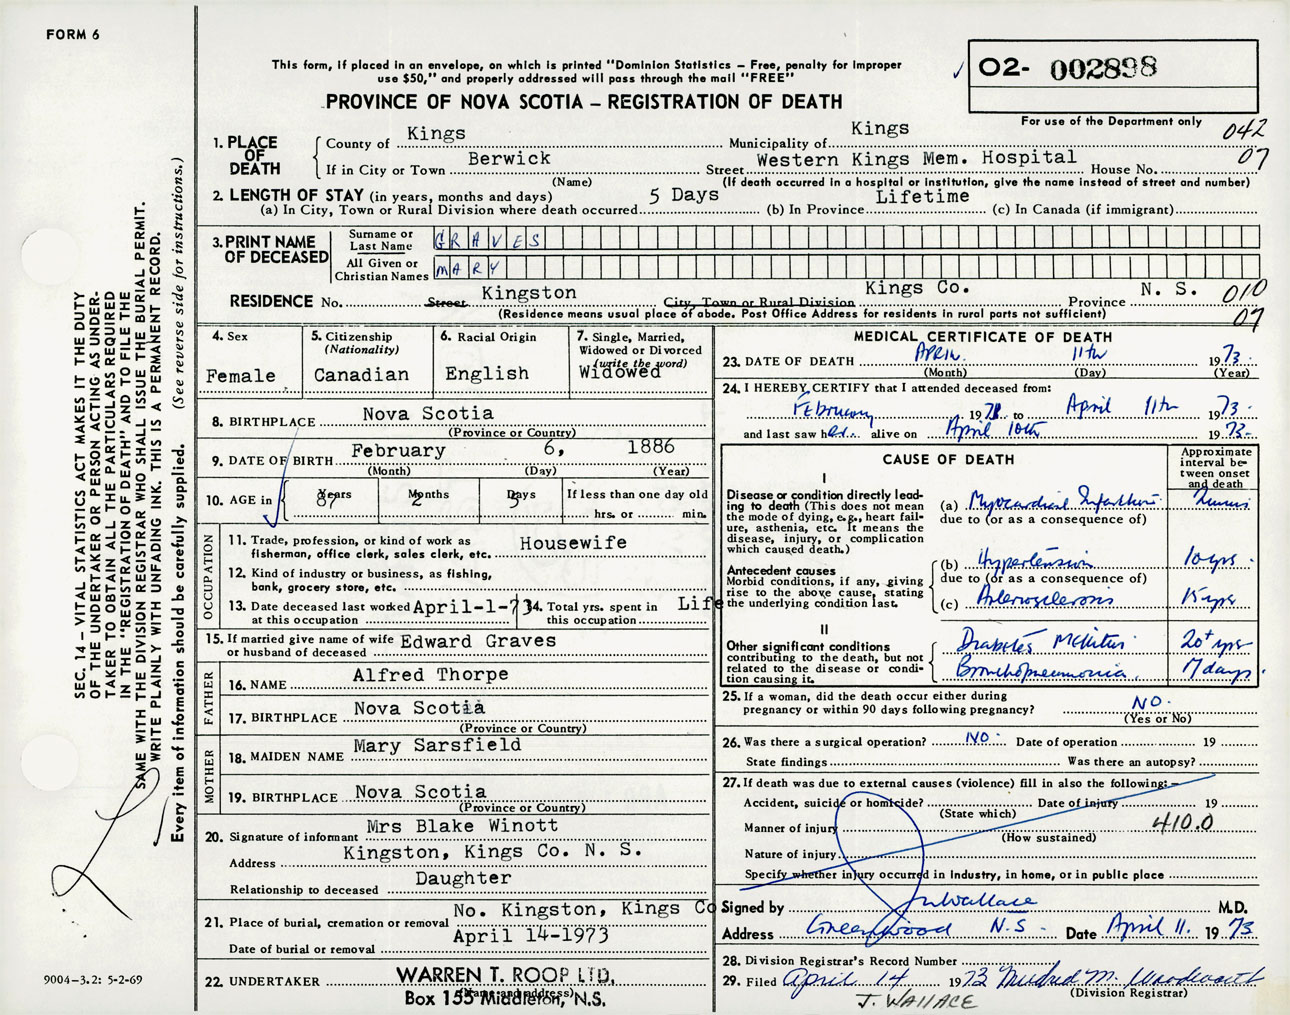 FORM 6
This form, if placed in an envelope, on which is printed "Dominion Statistics – Free, penalty for improper
use $50," and properly addressed will pass through the mail "FREE"
✓ O2- 002898
PROVINCE OF NOVA SCOTIA – REGISTRATION OF DEATH
For use of the Department only
042
07
1. PLACE OF DEATH
County of Kings Municipality of Kings
If in City or Town Berwick Street Western Kings Mem. Hospital House No.
(Name) (If death occurred in a hospital or institution, give the name instead of street and number)
2. LENGTH OF STAY (in years, months and days)
(a) In City, Town or Rural Division where death occurred 5 Days (b) In Province Lifetime (c) In Canada (if immigrant)
3. PRINT NAME OF DECEASED
Surname or Last Name GRAVES
All Given or Christian Names MARY
RESIDENCE No. Street Kingston City, Town or Rural Division Kings Co. Province N. S. 010
(Residence means usual place of abode. Post Office Address for residents in rural parts not sufficient) 07
4. Sex
Female
5. Citizenship
(Nationality)
Canadian
6. Racial Origin
English
7. Single, Married,
Widowed or Divorced
(write the word)
Widowed
8. BIRTHPLACE Nova Scotia
(Province or Country)
9. DATE OF BIRTH February 6, 1886
(Month) (Day) (Year)
10. AGE in Years 87 Months 2 Days 5 If less than one day old
hrs. or min.
OCCUPATION
11. Trade, profession, or kind of work as
fisherman, office clerk, sales clerk, etc. Housewife
12. Kind of industry or business, as fishing,
bank, grocery store, etc.
13. Date deceased last worked
at this occupation April-1-73
14. Total yrs. spent in
this occupation Life
15. If married give name of wife
or husband of deceased Edward Graves
FATHER
16. NAME Alfred Thorpe
17. BIRTHPLACE Nova Scotia
(Province or Country)
MOTHER
18. MAIDEN NAME Mary Sarsfield
19. BIRTHPLACE Nova Scotia
(Province or Country)
20. Signature of informant Mrs Blake Winott
Address Kingston, Kings Co. N. S.
Relationship to deceased Daughter
21. Place of burial, cremation or removal No. Kingston, Kings Co
Date of burial or removal April 14-1973
22. UNDERTAKER WARREN T. ROOP LTD.
(Name and address)
Box 155 Middleton, N.S.
MEDICAL CERTIFICATE OF DEATH
23. DATE OF DEATH APRIL 11th 1973
(Month) (Day) (Year)
24. I HEREBY CERTIFY that I attended deceased from:
February 1971 to April 11th 1973
and last saw her alive on April 10th 1973
CAUSE OF DEATH
Approximate interval between onset and death
I
Disease or condition directly leading to death (This does not
mean the mode of dying, e.g., heart failure, asthenia, etc. It means the
disease, injury, or complication
which caused death.)
(a) Myocardial Infarction
due to (or as a consequence of)
Antecedent causes
Morbid conditions, if any, giving
rise to the above cause, stating
the underlying condition last.
(b) Hypertension 10 yrs.
due to (or as a consequence of)
(c) Arterosclerosis 15 yrs
II
Other significant conditions
contributing to the death, but not
related to the disease or condition causing it.
Diabetes Mellitus 20+ yrs
Bronchopneumonia 7 days
25. If a woman, did the death occur either during
pregnancy or within 90 days following pregnancy? NO.
(Yes or No)
26. Was there a surgical operation? NO. Date of operation 19
State findings Was there an autopsy?
27. If death was due to external causes (violence) fill in also the following:–
Accident, suicide or homicide? Date of injury 19
(State which)
Manner of injury 410.0
(How sustained)
Nature of injury
Specify whether injury occurred in industry, in home, or in public place
Signed by J Wallace M.D.
Address Greenwood N.S. Date April 11. 1973
28. Division Registrar's Record Number
29. Filed April 14 1973 Mildred M. Woodworth
(Division Registrar)
J. WALLACE
SEC. 14 – VITAL STATISTICS ACT MAKES IT THE DUTY
OF THE UNDERTAKER OR PERSON ACTING AS UNDER-
TAKER TO OBTAIN ALL THE PARTICULARS REQUIRED
IN THE "REGISTRATION OF DEATH" AND TO FILE THE
SAME WITH THE DIVISION REGISTRAR WHO SHALL ISSUE THE BURIAL PERMIT.
WRITE PLAINLY WITH UNFADING INK. THIS IS A PERMANENT RECORD.
Every item of information should be carefully supplied. (See reverse side for instructions.)
9004-3.2: 5-2-69